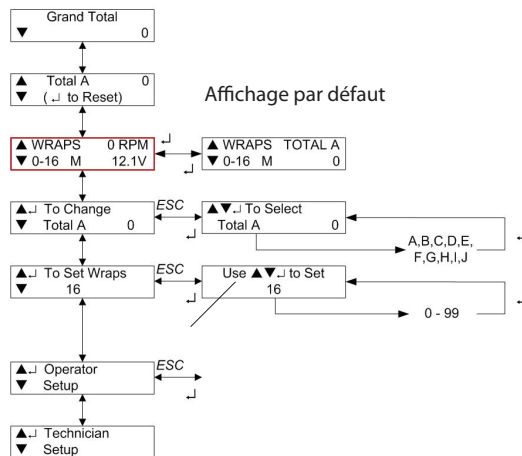 Grand Total
▼ 0
▲ Total A 0
▼ ( ↵ to Reset)
Affichage par défaut
▲ WRAPS 0 RPM
▼ 0-16 M 12.1V
↵
↵
▲ WRAPS TOTAL A
▼ 0-16 M 0
▲↵ To Change
▼ Total A 0
ESC
↵
▲▼↵ To Select
Total A 0
A,B,C,D,E,
F,G,H,I,J
↵
▲↵ To Set Wraps
▼ 16
ESC
↵
Use ▲▼↵ to Set
16
0 - 99
↵
▲↵ Operator
▼ Setup
ESC
↵
▲↵ Technician
▼ Setup